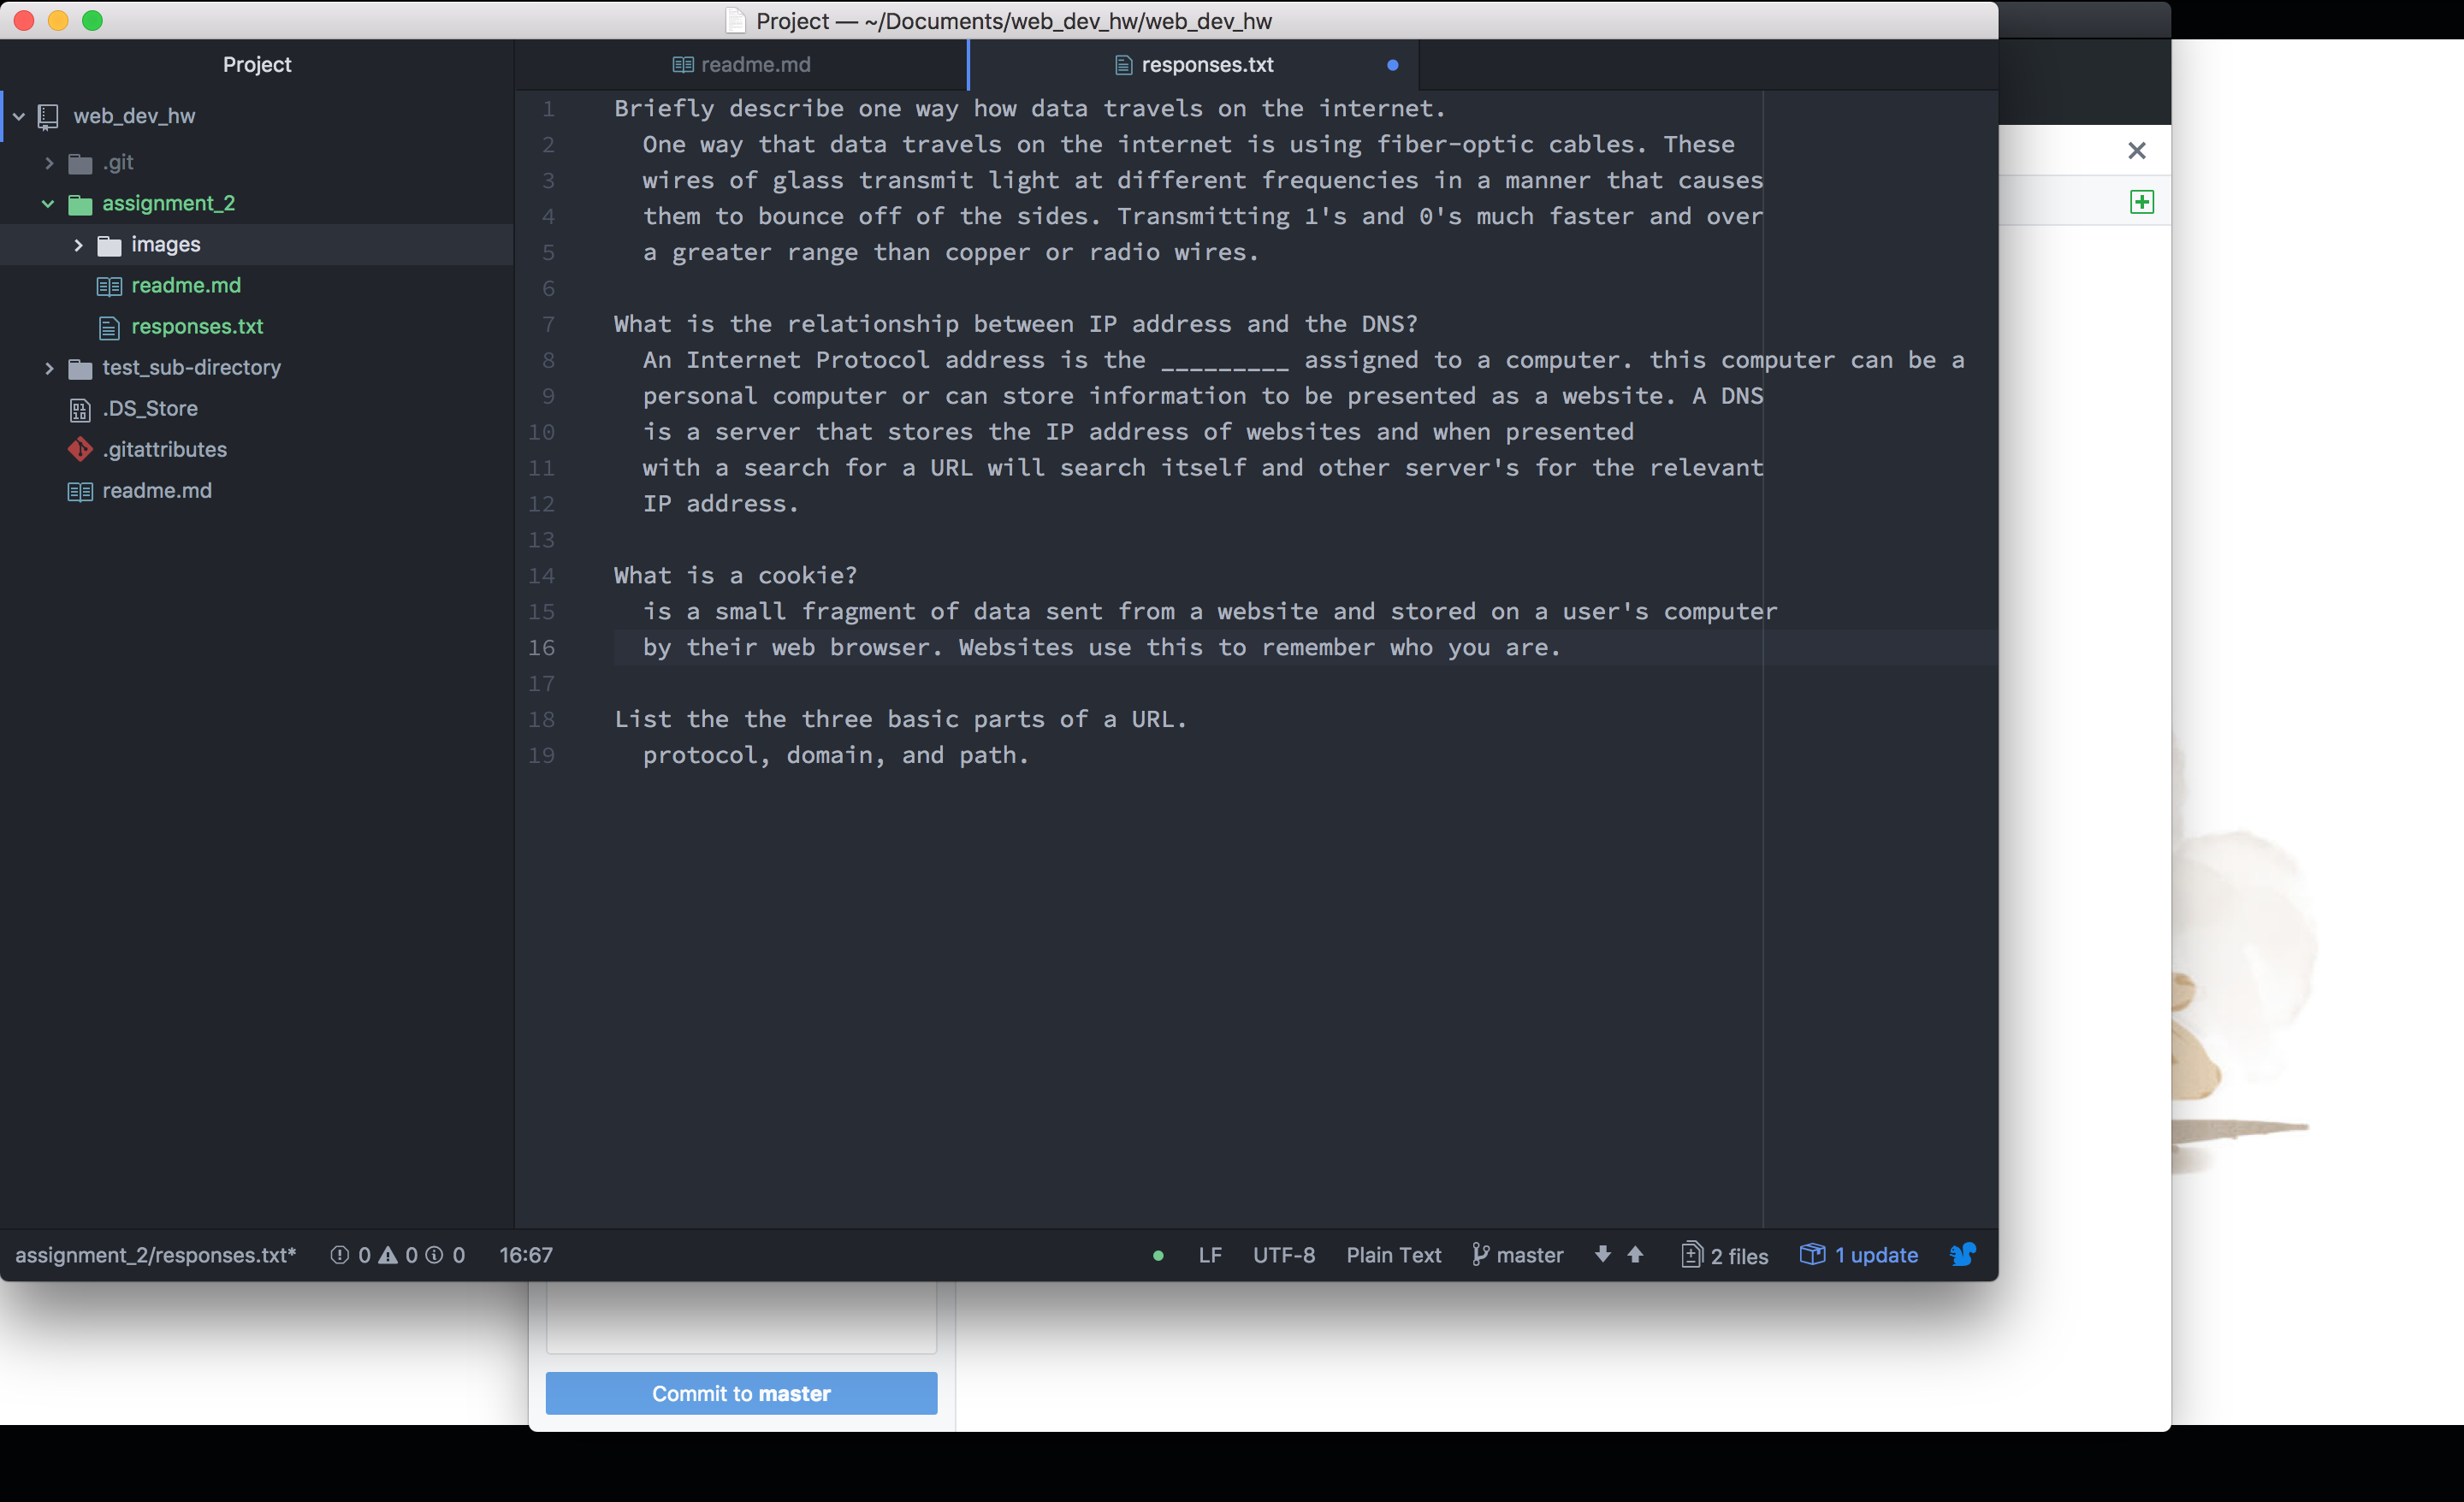 Project — ~/Documents/web_dev_hw/web_dev_hw
Project
web_dev_hw
.git
assignment_2
images
readme.md
responses.txt
test_sub-directory
.DS_Store
.gitattributes
readme.md
readme.md
responses.txt
1 Briefly describe one way how data travels on the internet.
2 One way that data travels on the internet is using fiber-optic cables. These
3 wires of glass transmit light at different frequencies in a manner that causes
4 them to bounce off of the sides. Transmitting 1's and 0's much faster and over
5 a greater range than copper or radio wires.
6
7 What is the relationship between IP address and the DNS?
8 An Internet Protocol address is the _________ assigned to a computer. this computer can be a
9 personal computer or can store information to be presented as a website. A DNS
10 is a server that stores the IP address of websites and when presented
11 with a search for a URL will search itself and other server's for the relevant
12 IP address.
13
14 What is a cookie?
15 is a small fragment of data sent from a website and stored on a user's computer
16 by their web browser. Websites use this to remember who you are.
17
18 List the the three basic parts of a URL.
19 protocol, domain, and path.
assignment_2/responses.txt* 0 0 0 16:67 LF UTF-8 Plain Text master 2 files 1 update
Commit to master